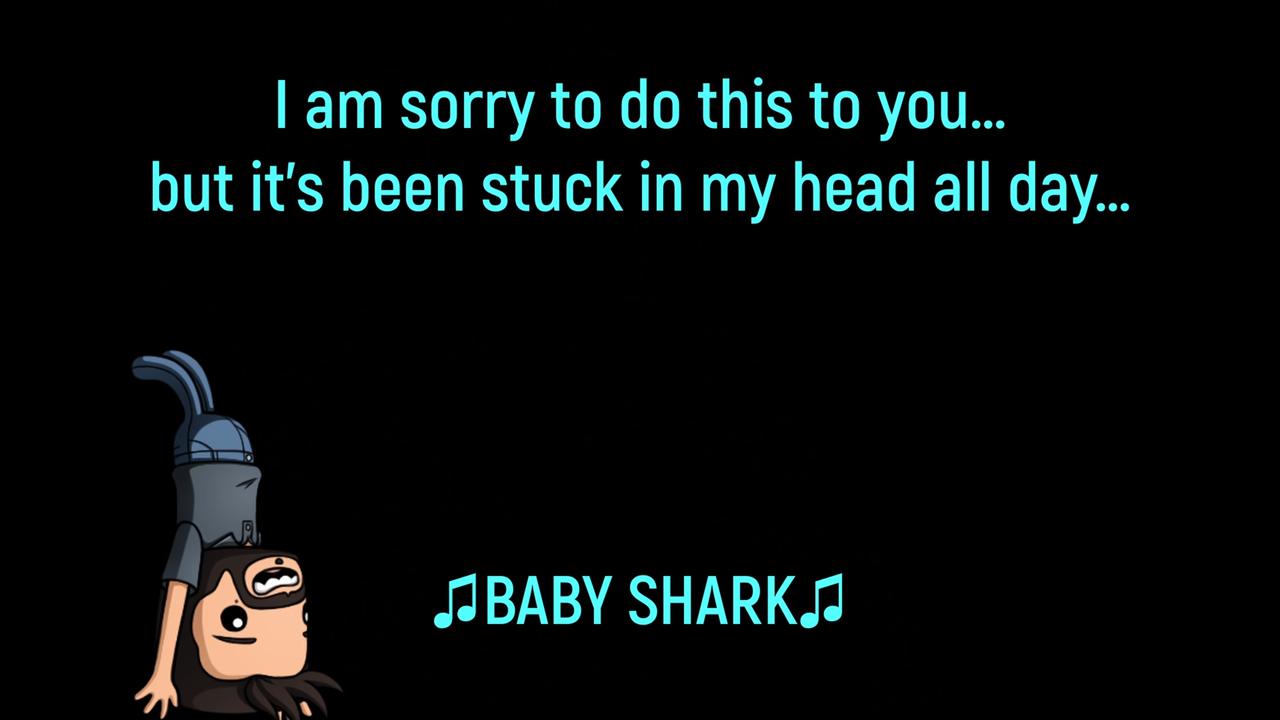 I am sorry to do this to you...
but it's been stuck in my head all day...
♫BABY SHARK♫